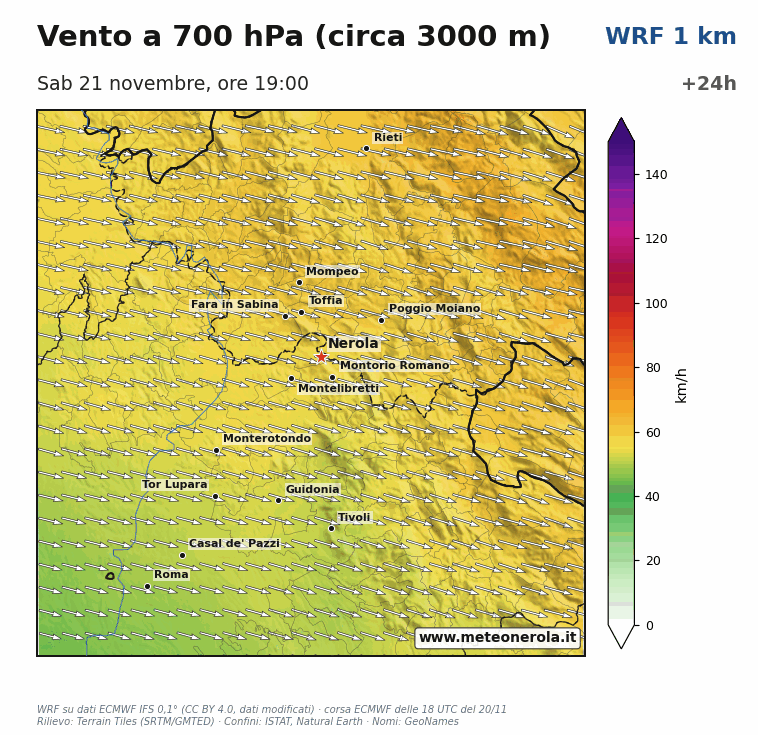 Vento a 700 hPa (circa 3000 m)
WRF 1 km
Sab 21 novembre, ore 19:00
+24h
Rieti
Mompeo
Toffia
Fara in Sabina
Poggio Moiano
Nerola
Montorio Romano
Montelibretti
Monterotondo
Tor Lupara
Guidonia
Tivoli
Casal de' Pazzi
Roma
www.meteonerola.it
140
120
100
80
60
40
20
0
km/h
WRF su dati ECMWF IFS 0,1° (CC BY 4.0, dati modificati) · corsa ECMWF delle 18 UTC del 20/11
Rilievo: Terrain Tiles (SRTM/GMTED) · Confini: ISTAT, Natural Earth · Nomi: GeoNames